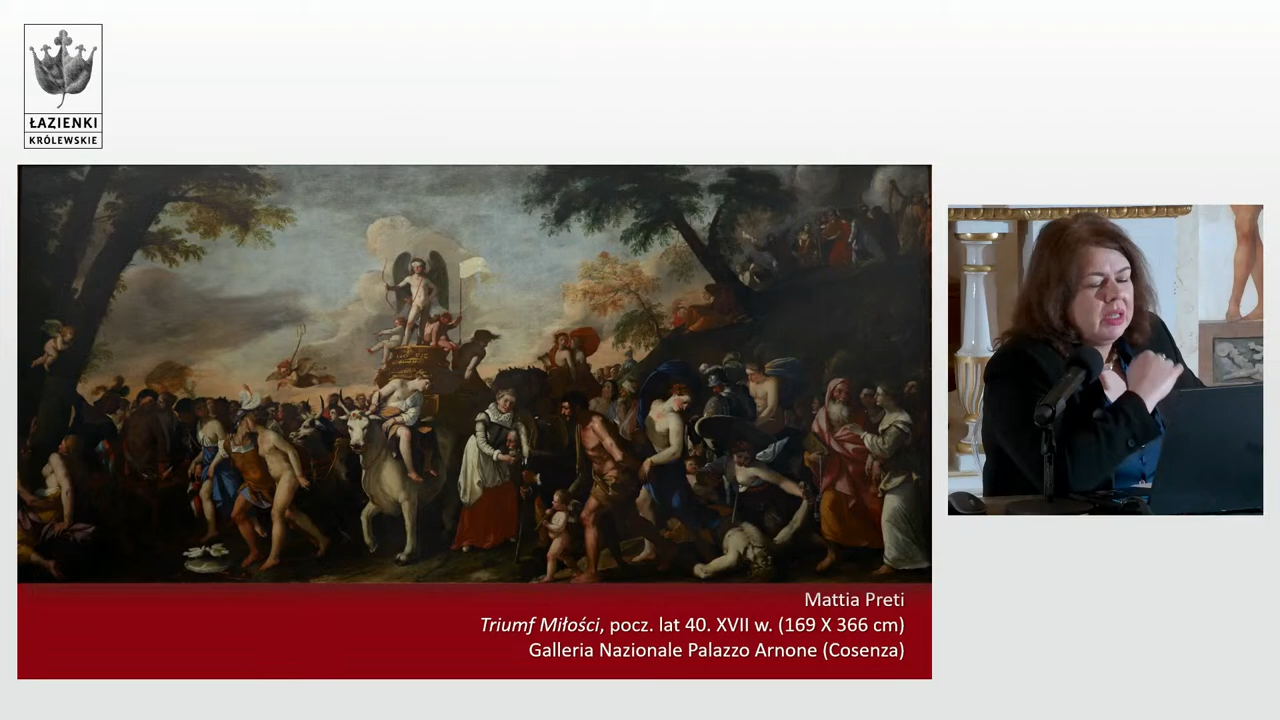 ŁAZIENKI
KRÓLEWSKIE
Mattia Preti
Triumf Miłości, pocz. lat 40. XVII w. (169 X 366 cm)
Galleria Nazionale Palazzo Arnone (Cosenza)